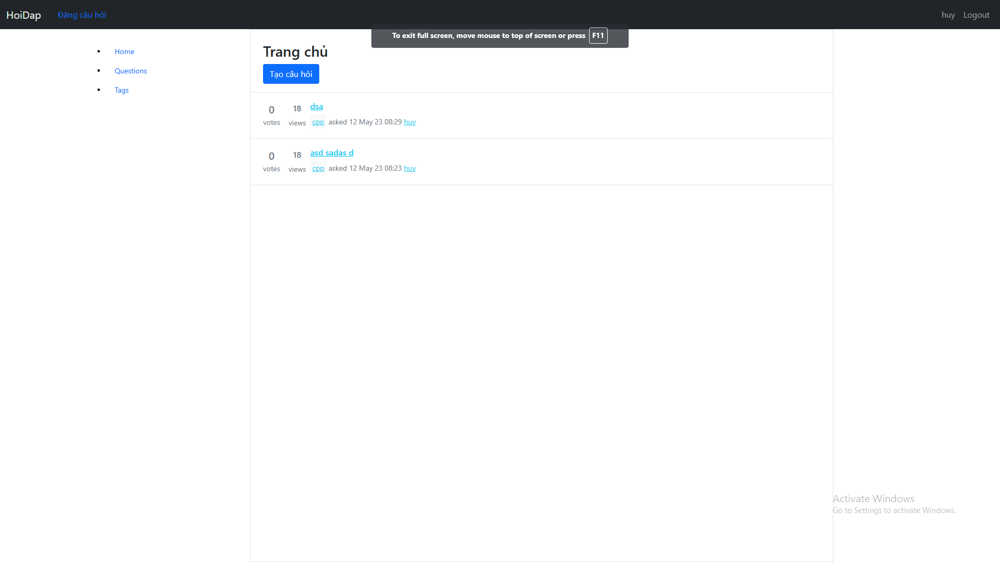 HoiDap Đăng câu hỏi huy Logout
To exit full screen, move mouse to top of screen or press F11
Home
Questions
Tags
Trang chủ
Tạo câu hỏi
0 votes 18 views dsa
cpp asked 12 May 23 08:29 huy
0 votes 18 views asd sadas d
cpp asked 12 May 23 08:23 huy
Activate Windows
Go to Settings to activate Windows.